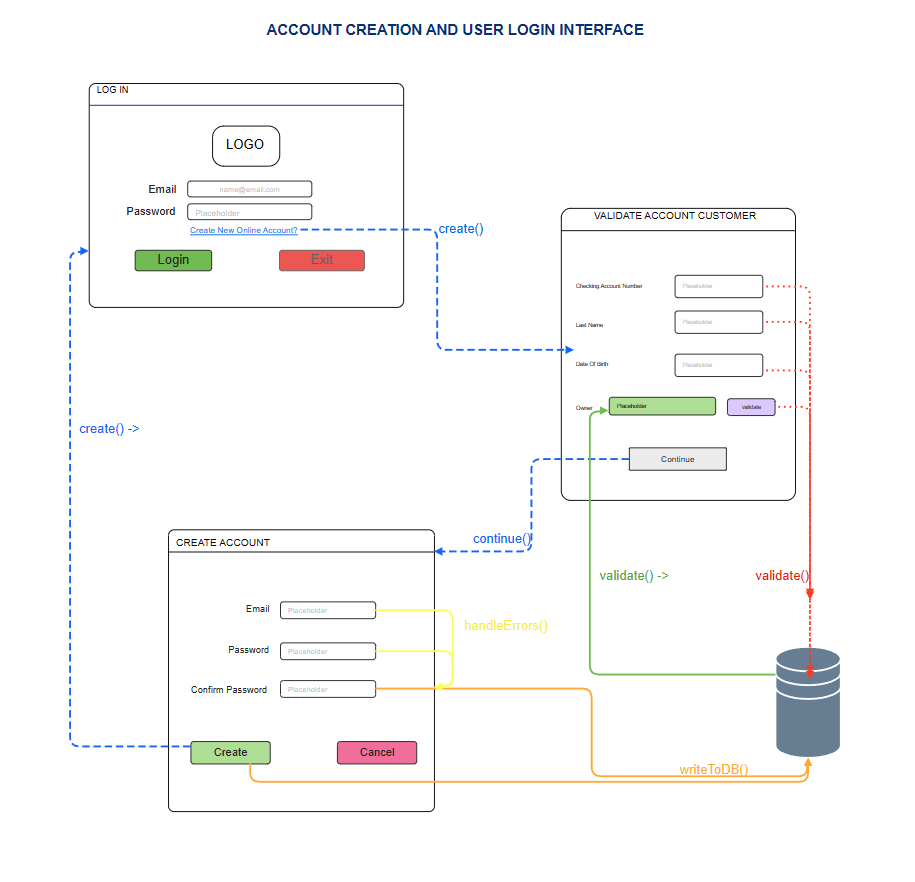 ACCOUNT CREATION AND USER LOGIN INTERFACE
LOG IN
LOGO
Email
name@email.com
Password
Placeholder
Create New Online Account?
Login
Exit
create()
VALIDATE ACCOUNT CUSTOMER
Checking Account Number
Placeholder
Last Name
Placeholder
Date Of Birth
Placeholder
Owner
Placeholder
validate
Continue
create() ->
continue()
validate() ->
validate()
CREATE ACCOUNT
Email
Placeholder
handleErrors()
Password
Placeholder
Confirm Password
Placeholder
Create
Cancel
writeToDB()